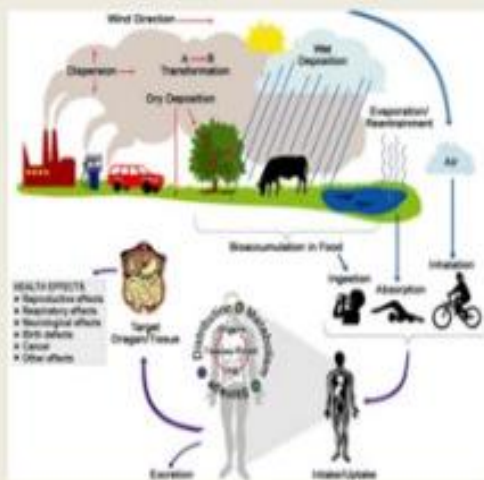 Wind Direction
Wet
Deposition
A → B
Transformation
Dispersion
Dry Deposition
Evaporation/
Reentrainment
Air
Bioaccumulation in Food
Ingestion
Absorption
Inhalation
HEALTH EFFECTS
Reproductive effects
Respiratory effects
Neurological effects
Birth defects
Cancer
Other effects
Target
Oragan/Tissue
Distribution
Metabolism
Excretion
Intake/Uptake